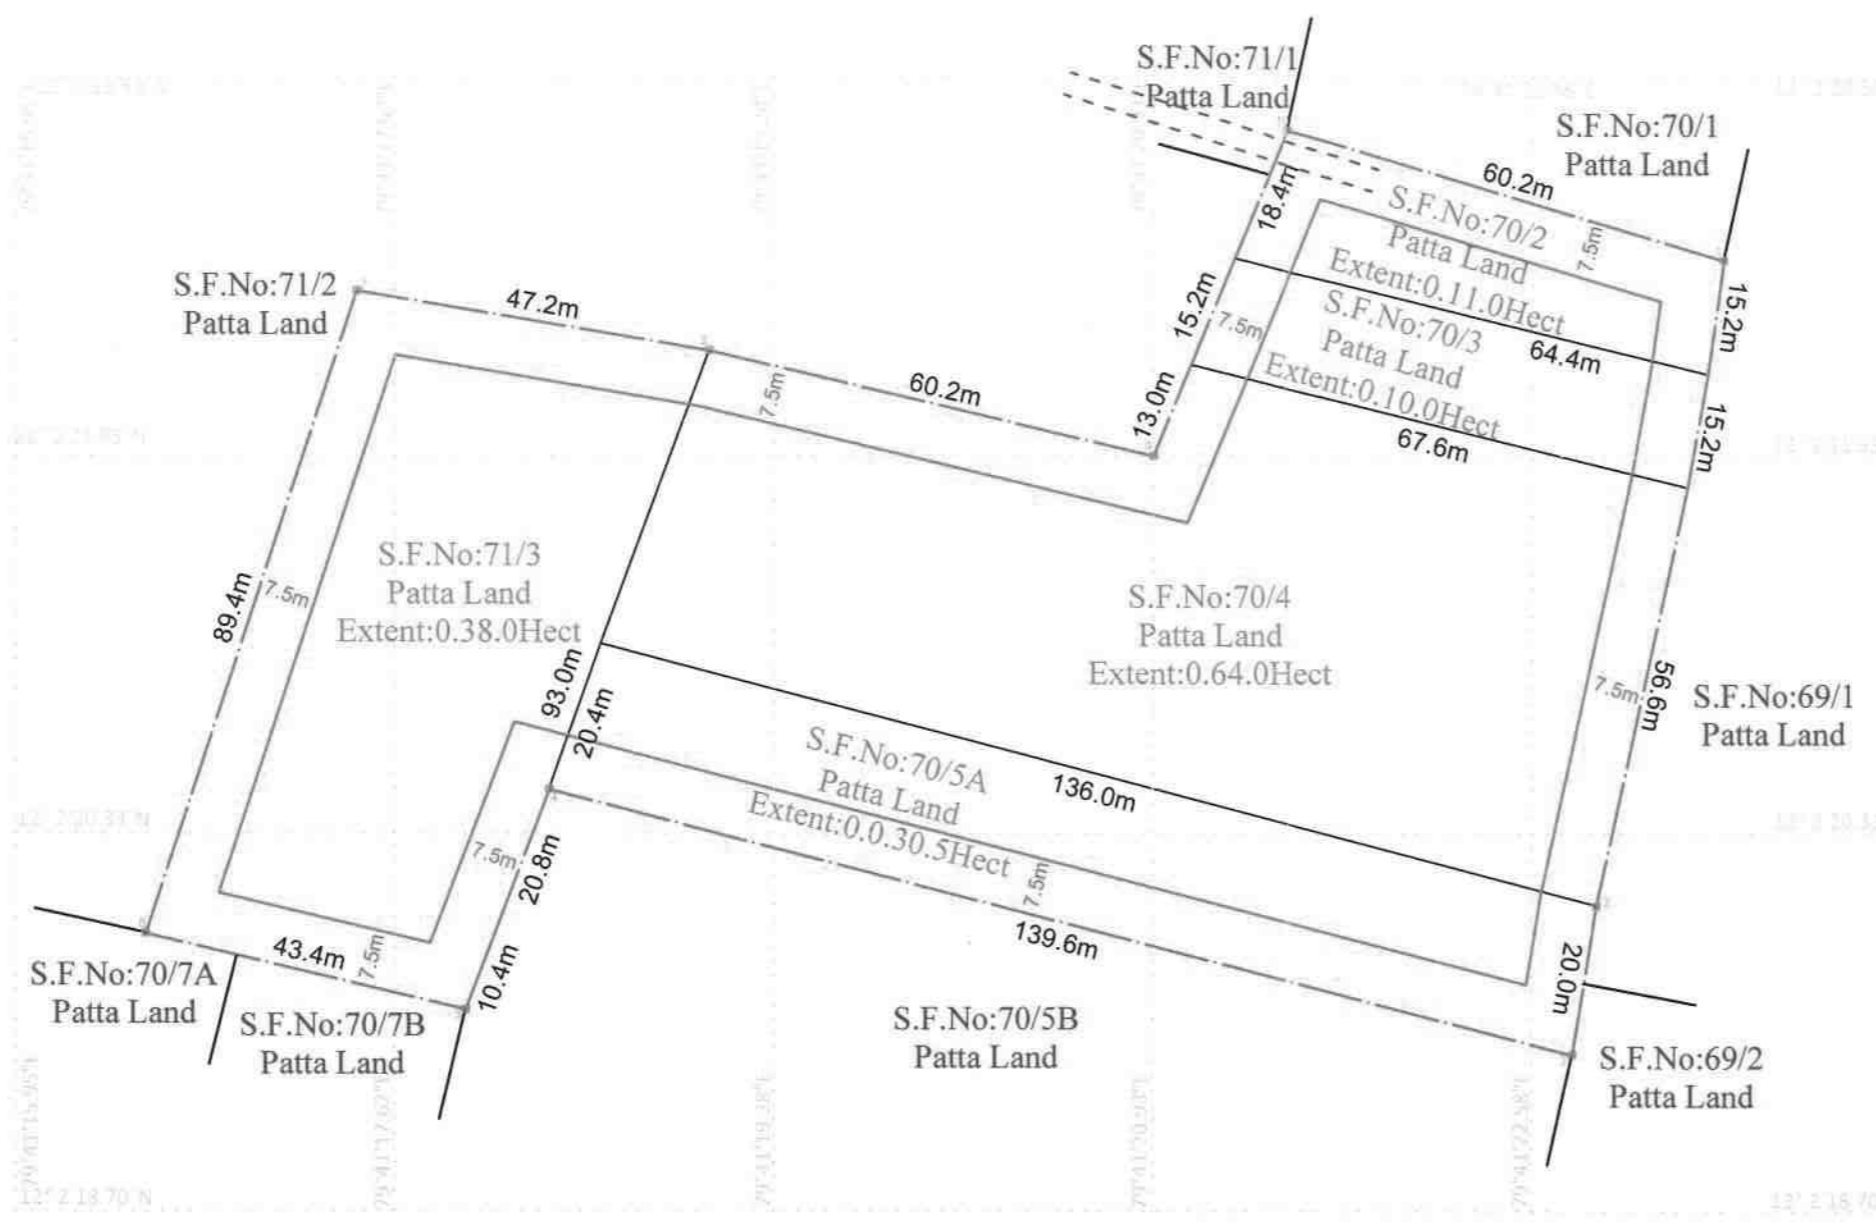 S.F.No:71/1
Patta Land
S.F.No:70/1
Patta Land
60.2m
18.4m
S.F.No:70/2
Patta Land
Extent:0.11.0Hect
7.5m
15.2m
S.F.No:71/2
Patta Land
47.2m
15.2m
7.5m
S.F.No:70/3
Patta Land
Extent:0.10.0Hect
64.4m
60.2m
7.5m
13.0m
67.6m
15.2m
S.F.No:71/3
Patta Land
Extent:0.38.0Hect
89.4m
7.5m
S.F.No:70/4
Patta Land
Extent:0.64.0Hect
7.5m
56.6m
S.F.No:69/1
Patta Land
93.0m
20.4m
S.F.No:70/5A
Patta Land
Extent:0.0.30.5Hect
136.0m
7.5m
20.8m
7.5m
139.6m
43.4m
7.5m
10.4m
20.0m
S.F.No:70/7A
Patta Land
S.F.No:70/7B
Patta Land
S.F.No:70/5B
Patta Land
S.F.No:69/2
Patta Land
12° 2 18.70 N